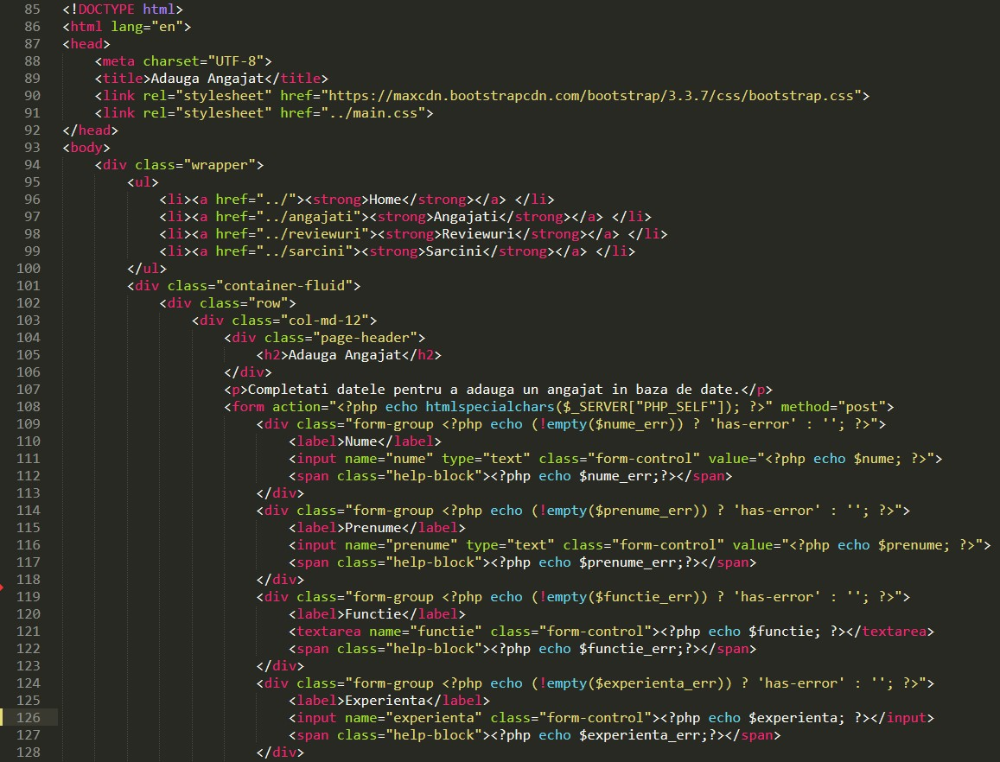 85 <!DOCTYPE html>
86 <html lang="en">
87 <head>
88     <meta charset="UTF-8">
89     <title>Adauga Angajat</title>
90     <link rel="stylesheet" href="https://maxcdn.bootstrapcdn.com/bootstrap/3.3.7/css/bootstrap.css">
91     <link rel="stylesheet" href="../main.css">
92 </head>
93 <body>
94     <div class="wrapper">
95         <ul>
96             <li><a href="../"><strong>Home</strong></a> </li>
97             <li><a href="../angajati"><strong>Angajati</strong></a> </li>
98             <li><a href="../reviewuri"><strong>Reviewuri</strong></a> </li>
99             <li><a href="../sarcini"><strong>Sarcini</strong></a> </li>
100         </ul>
101         <div class="container-fluid">
102             <div class="row">
103                 <div class="col-md-12">
104                     <div class="page-header">
105                         <h2>Adauga Angajat</h2>
106                     </div>
107                     <p>Completati datele pentru a adauga un angajat in baza de date.</p>
108                     <form action="<?php echo htmlspecialchars($_SERVER["PHP_SELF"]); ?>" method="post">
109                         <div class="form-group <?php echo (!empty($nume_err)) ? 'has-error' : ''; ?>">
110                             <label>Nume</label>
111                             <input name="nume" type="text" class="form-control" value="<?php echo $nume; ?>">
112                             <span class="help-block"><?php echo $nume_err;?></span>
113                         </div>
114                         <div class="form-group <?php echo (!empty($prenume_err)) ? 'has-error' : ''; ?>">
115                             <label>Prenume</label>
116                             <input name="prenume" type="text" class="form-control" value="<?php echo $prenume; ?>">
117                             <span class="help-block"><?php echo $prenume_err;?></span>
118                         </div>
119                         <div class="form-group <?php echo (!empty($functie_err)) ? 'has-error' : ''; ?>">
120                             <label>Functie</label>
121                             <textarea name="functie" class="form-control"><?php echo $functie; ?></textarea>
122                             <span class="help-block"><?php echo $functie_err;?></span>
123                         </div>
124                         <div class="form-group <?php echo (!empty($experienta_err)) ? 'has-error' : ''; ?>">
125                             <label>Experienta</label>
126                             <input name="experienta" class="form-control"><?php echo $experienta; ?></input>
127                             <span class="help-block"><?php echo $experienta_err;?></span>
128                         </div>